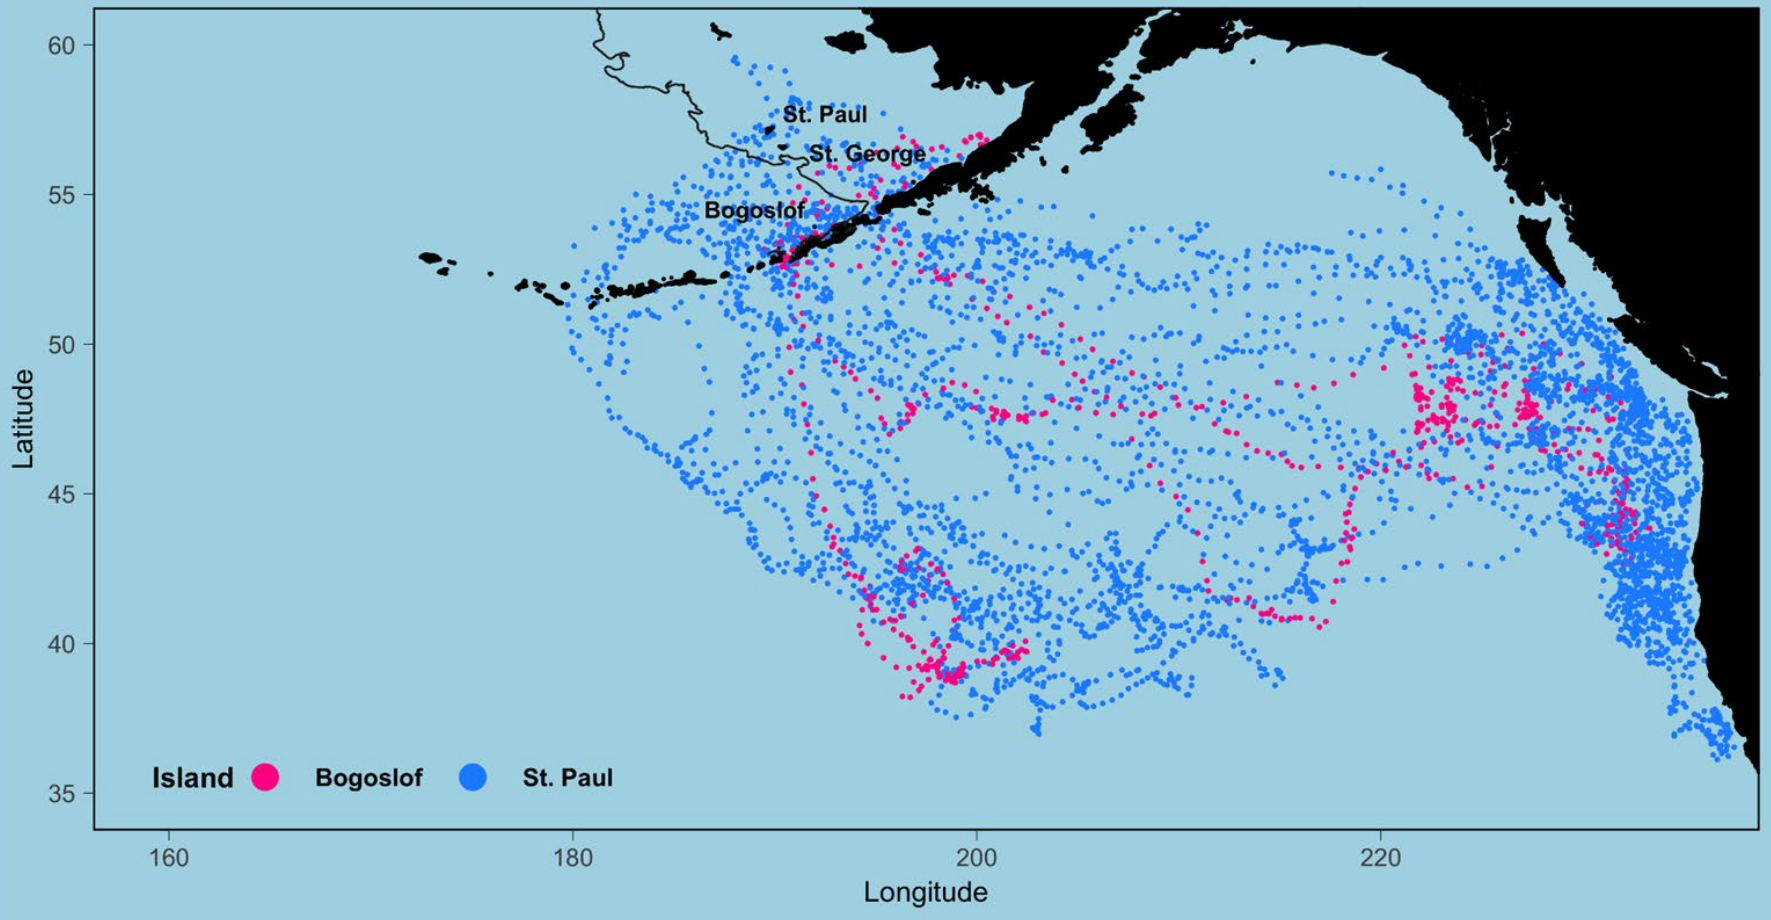 60
55
50
45
40
35
Latitude
St. Paul
St. George
Bogoslof
Island Bogoslof St. Paul
160 180 200 220
Longitude